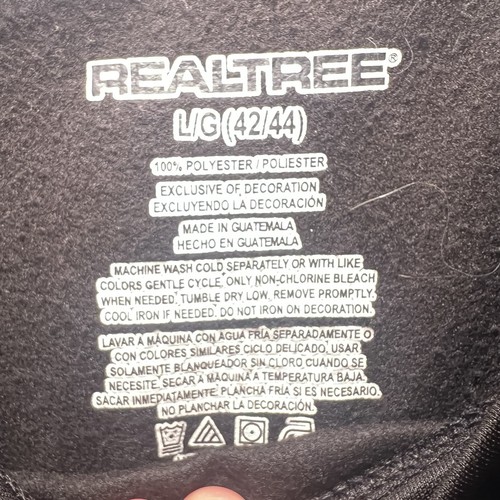 REALTREE®
L/G (42/44)
100% POLYESTER / POLIESTER
EXCLUSIVE OF DECORATION
EXCLUYENDO LA DECORACIÓN
MADE IN GUATEMALA
HECHO EN GUATEMALA
MACHINE WASH COLD SEPARATELY OR WITH LIKE
COLORS GENTLE CYCLE, ONLY NON-CHLORINE BLEACH
WHEN NEEDED, TUMBLE DRY LOW, REMOVE PROMPTLY.
COOL IRON IF NEEDED. DO NOT IRON ON DECORATION.
LAVAR A MÁQUINA CON AGUA FRÍA SEPARADAMENTE O
CON COLORES SIMILARES CICLO DELICADO, USAR
SOLAMENTE BLANQUEADOR SIN CLORO CUANDO SE
NECESITE, SECAR A MÁQUINA A TEMPERATURA BAJA.
SACAR INMEDIATAMENTE; PLANCHA FRÍA SI ES NECESARIO.
NO PLANCHAR LA DECORACIÓN.